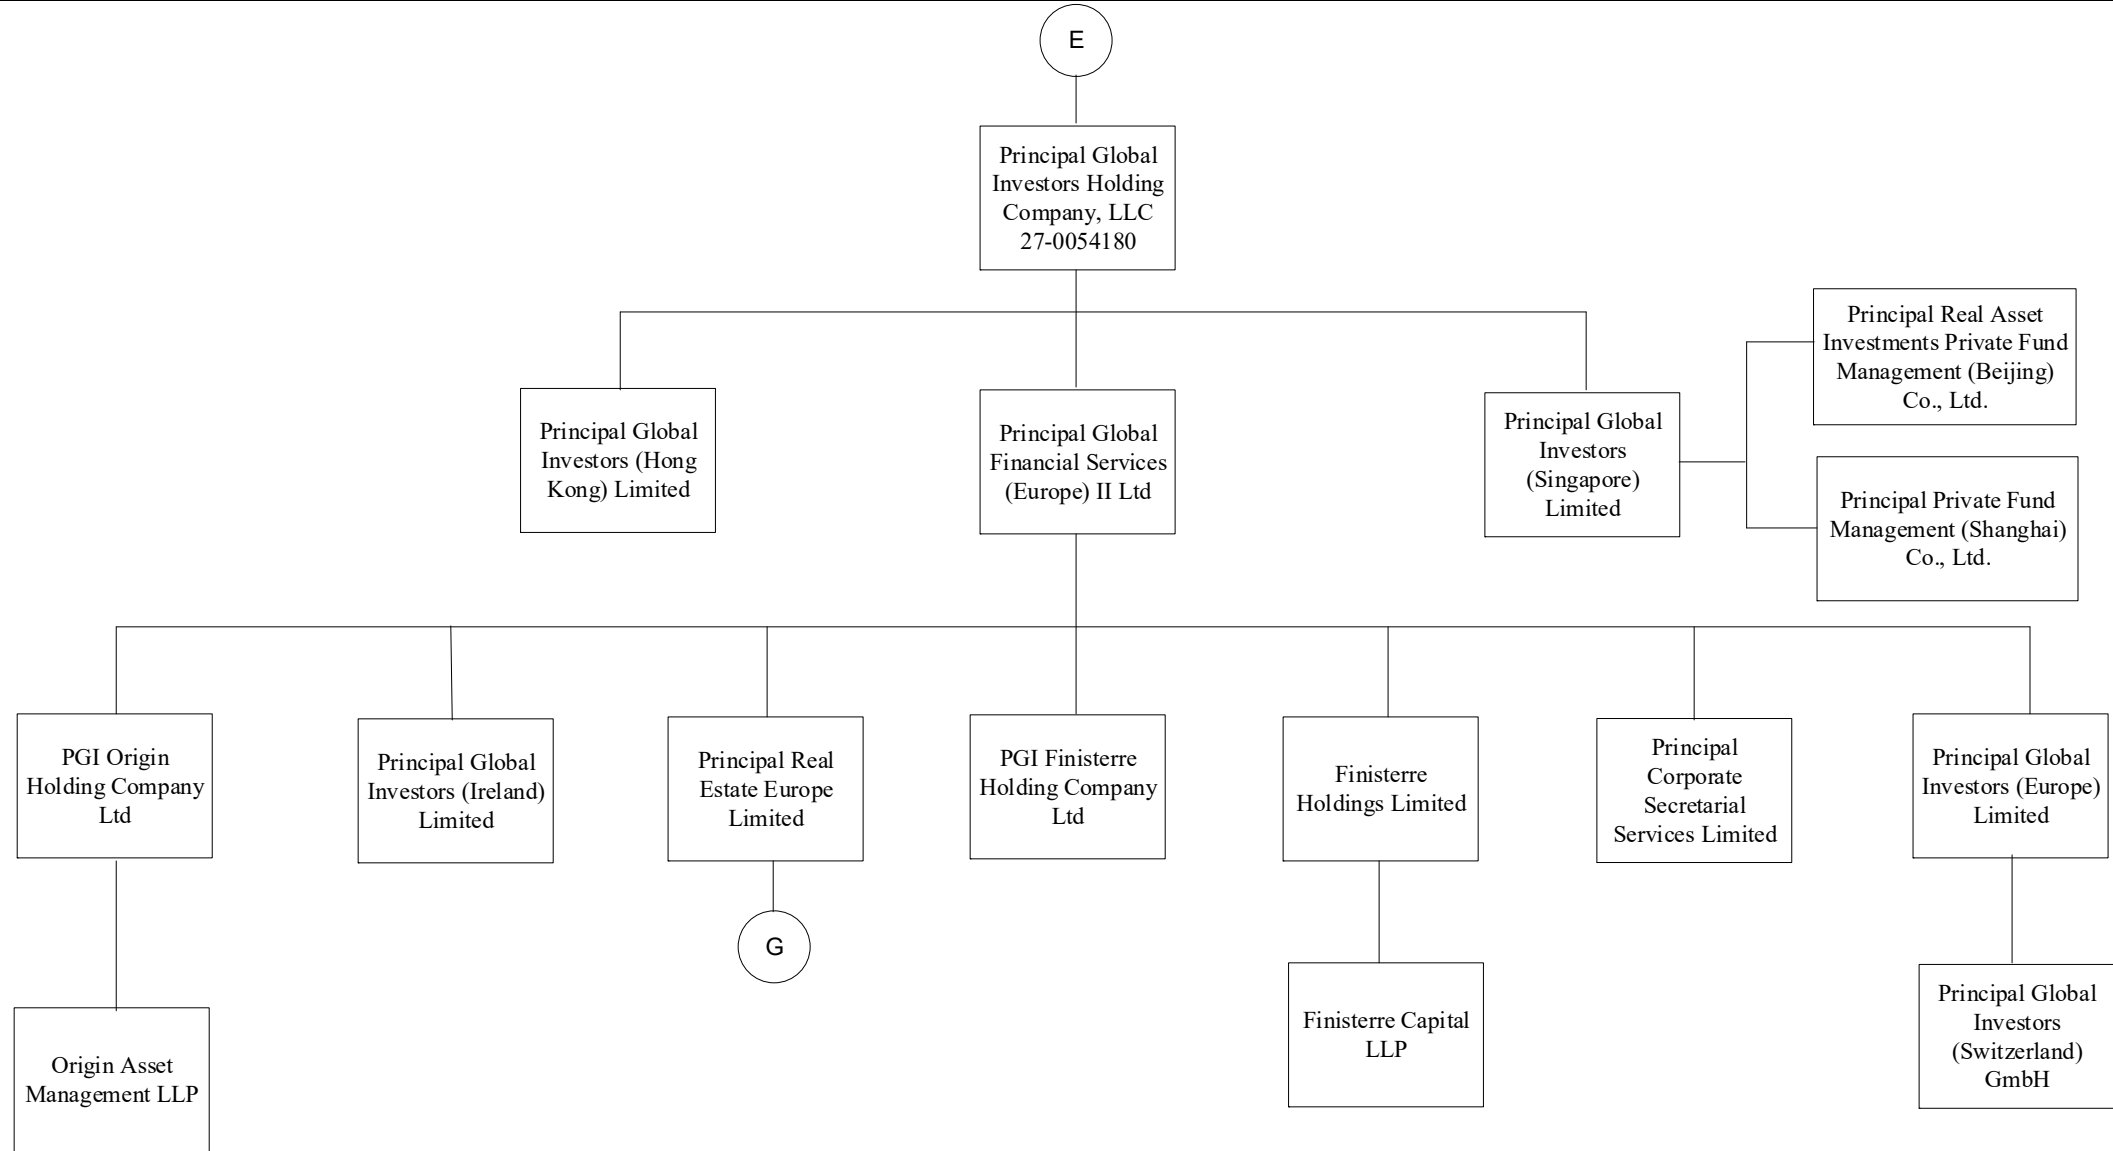 E
Principal Global
Investors Holding
Company, LLC
27-0054180
Principal Real Asset
Investments Private Fund
Management (Beijing)
Co., Ltd.
Principal Global
Investors (Hong
Kong) Limited
Principal Global
Financial Services
(Europe) II Ltd
Principal Global
Investors
(Singapore)
Limited
Principal Private Fund
Management (Shanghai)
Co., Ltd.
PGI Origin
Holding Company
Ltd
Principal Global
Investors (Ireland)
Limited
Principal Real
Estate Europe
Limited
PGI Finisterre
Holding Company
Ltd
Finisterre
Holdings Limited
Principal
Corporate
Secretarial
Services Limited
Principal Global
Investors (Europe)
Limited
G
Origin Asset
Management LLP
Finisterre Capital
LLP
Principal Global
Investors
(Switzerland)
GmbH